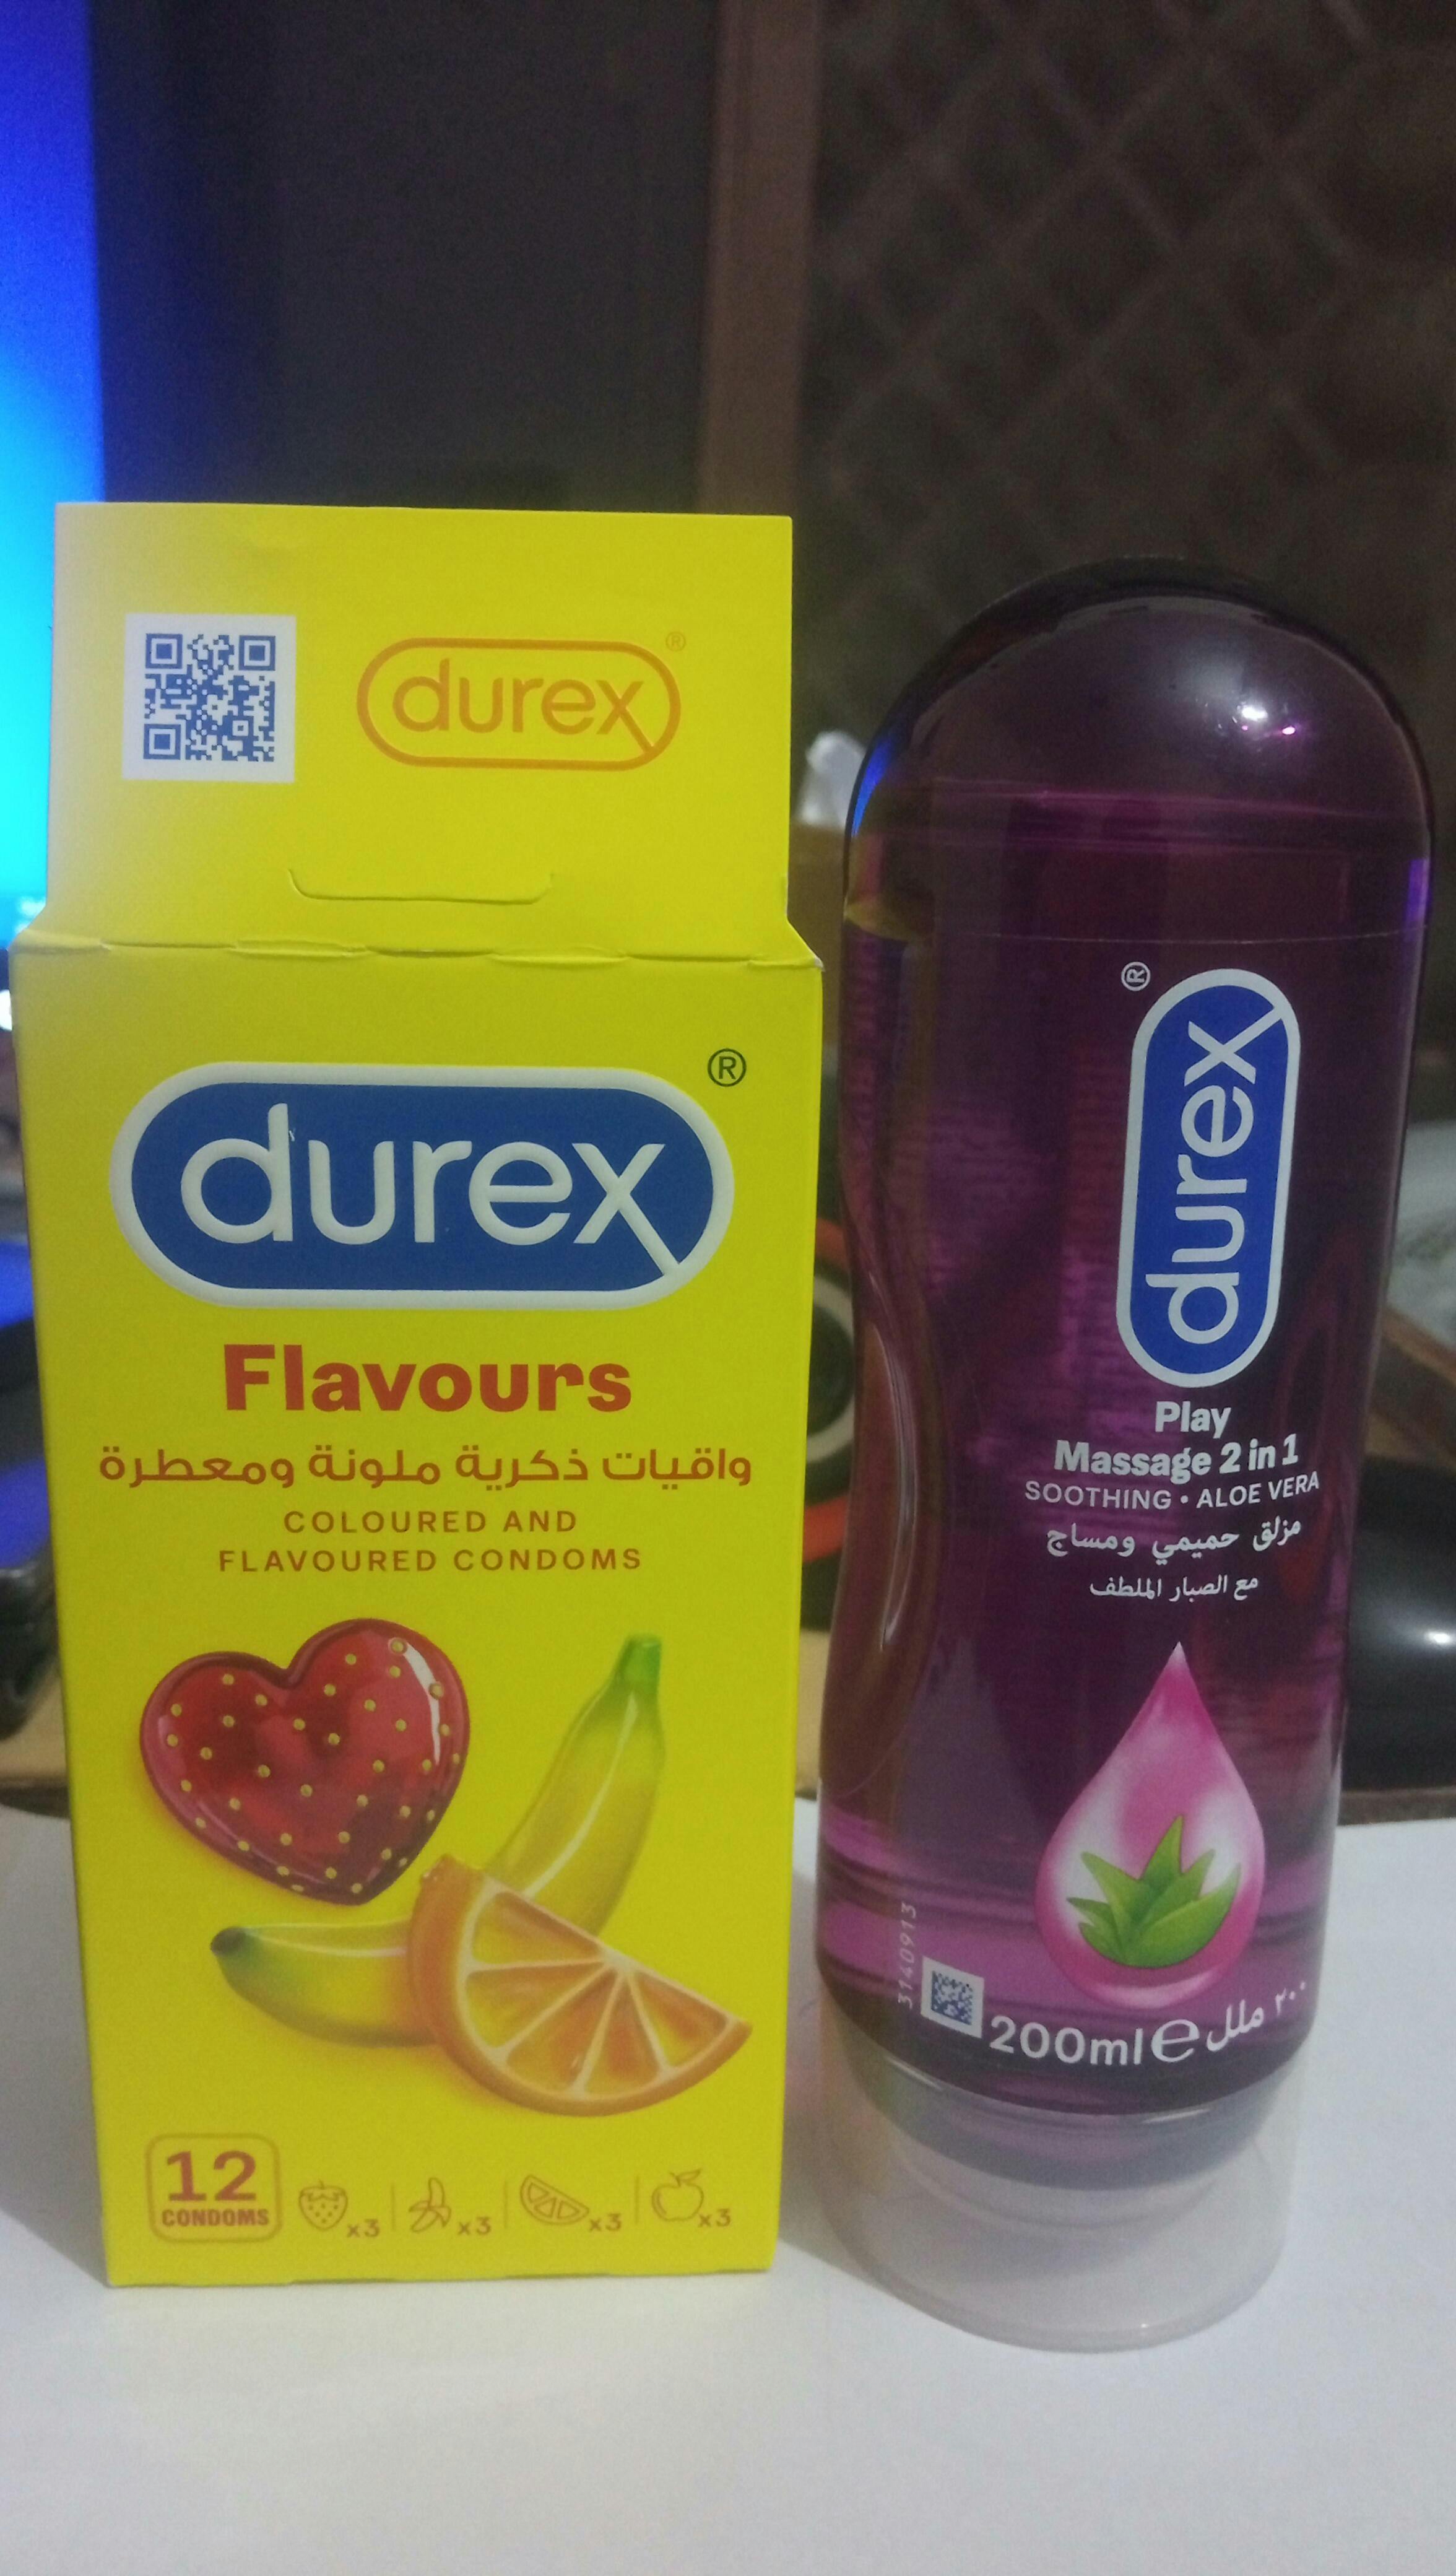 durex®
durex®
Flavours
واقيات ذكرية ملونة ومعطرة
COLOURED AND
FLAVOURED CONDOMS
12
CONDOMS
x3 x3 x3 x3
durex®
Play
Massage 2 in 1
SOOTHING • ALOE VERA
مزلق حميمي ومساج
مع الصبار الملطف
3140913
200ml e ٢٠٠ ملل